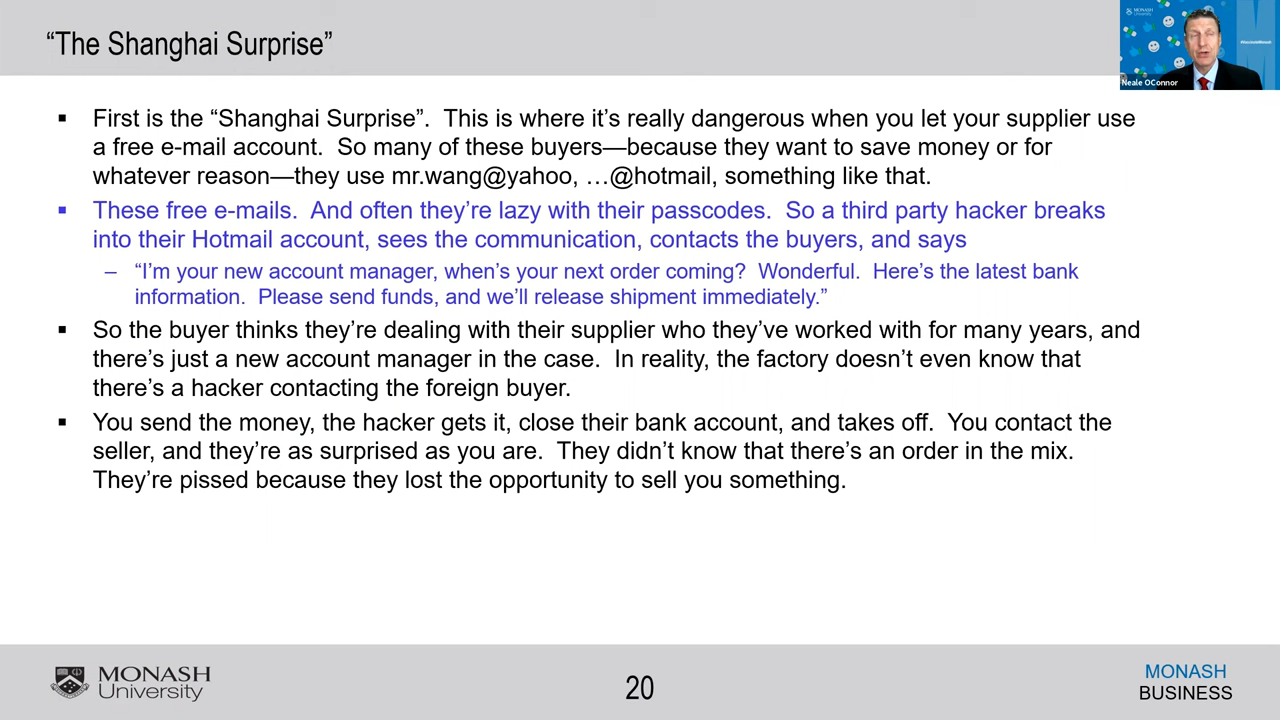 “The Shanghai Surprise”
MONASH
University
#VaccinateMonash
Neale OConnor
▪ First is the “Shanghai Surprise”.  This is where it’s really dangerous when you let your supplier use
a free e-mail account.  So many of these buyers—because they want to save money or for
whatever reason—they use mr.wang@yahoo, …@hotmail, something like that.
▪ These free e-mails.  And often they’re lazy with their passcodes.  So a third party hacker breaks
into their Hotmail account, sees the communication, contacts the buyers, and says
– “I’m your new account manager, when’s your next order coming?  Wonderful.  Here’s the latest bank
information.  Please send funds, and we’ll release shipment immediately.”
▪ So the buyer thinks they’re dealing with their supplier who they’ve worked with for many years, and
there’s just a new account manager in the case.  In reality, the factory doesn’t even know that
there’s a hacker contacting the foreign buyer.
▪ You send the money, the hacker gets it, close their bank account, and takes off.  You contact the
seller, and they’re as surprised as you are.  They didn’t know that there’s an order in the mix.
They’re pissed because they lost the opportunity to sell you something.
MONASH
University
20
MONASH
BUSINESS